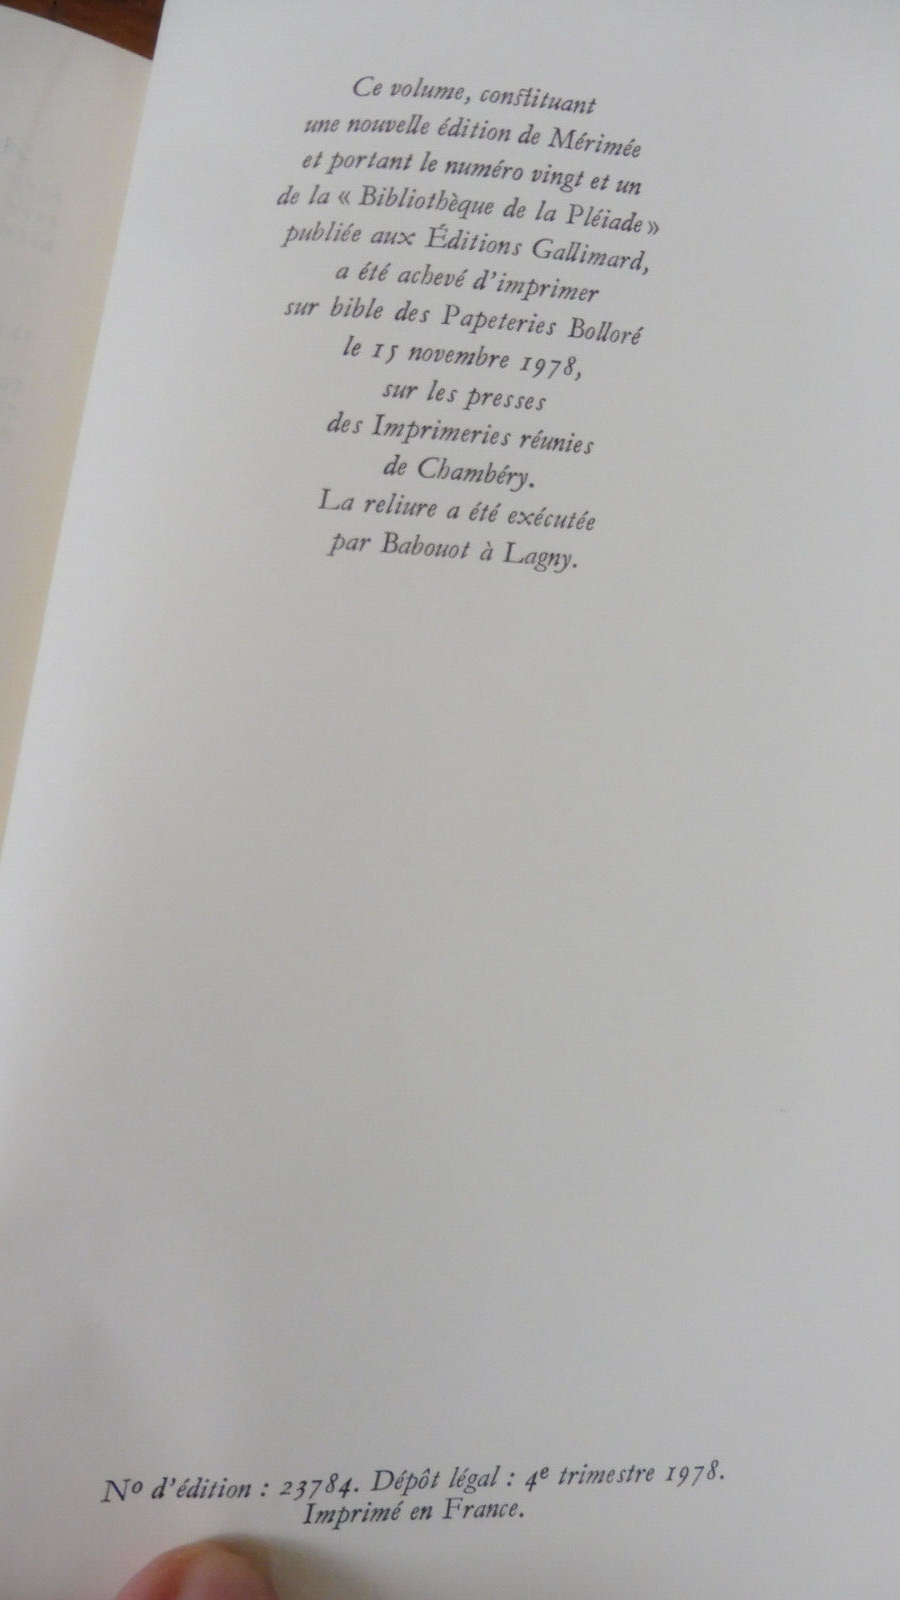 Ce volume, constituant
une nouvelle édition de Mérimée
et portant le numéro vingt et un
de la « Bibliothèque de la Pléiade »
publiée aux Éditions Gallimard,
a été achevé d'imprimer
sur bible des Papeteries Bolloré
le 15 novembre 1978,
sur les presses
des Imprimeries réunies
de Chambéry.
La reliure a été exécutée
par Babouot à Lagny.
Nº d'édition : 23784. Dépôt légal : 4e trimestre 1978.
Imprimé en France.